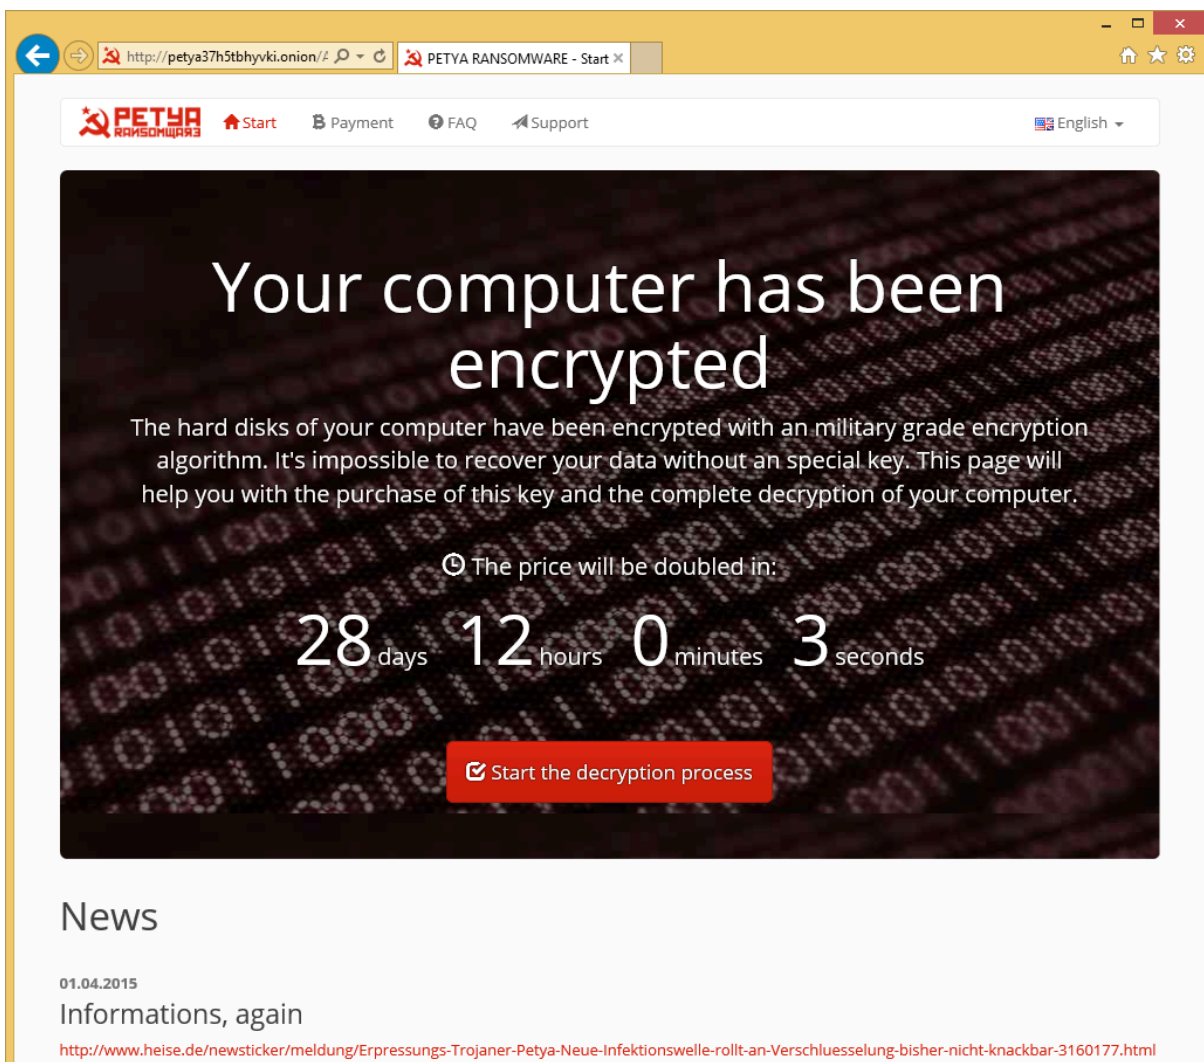 http://petya37h5tbhyvki.onion//
PETYA RANSOMWARE - Start
PETYA
RANSOMWAR3
Start
Payment
FAQ
Support
English
Your computer has been
encrypted
The hard disks of your computer have been encrypted with an military grade encryption
algorithm. It's impossible to recover your data without an special key. This page will
help you with the purchase of this key and the complete decryption of your computer.
The price will be doubled in:
28 days 12 hours 0 minutes 3 seconds
Start the decryption process
News
01.04.2015
Informations, again
http://www.heise.de/newsticker/meldung/Erpressungs-Trojaner-Petya-Neue-Infektionswelle-rollt-an-Verschluesselung-bisher-nicht-knackbar-3160177.html